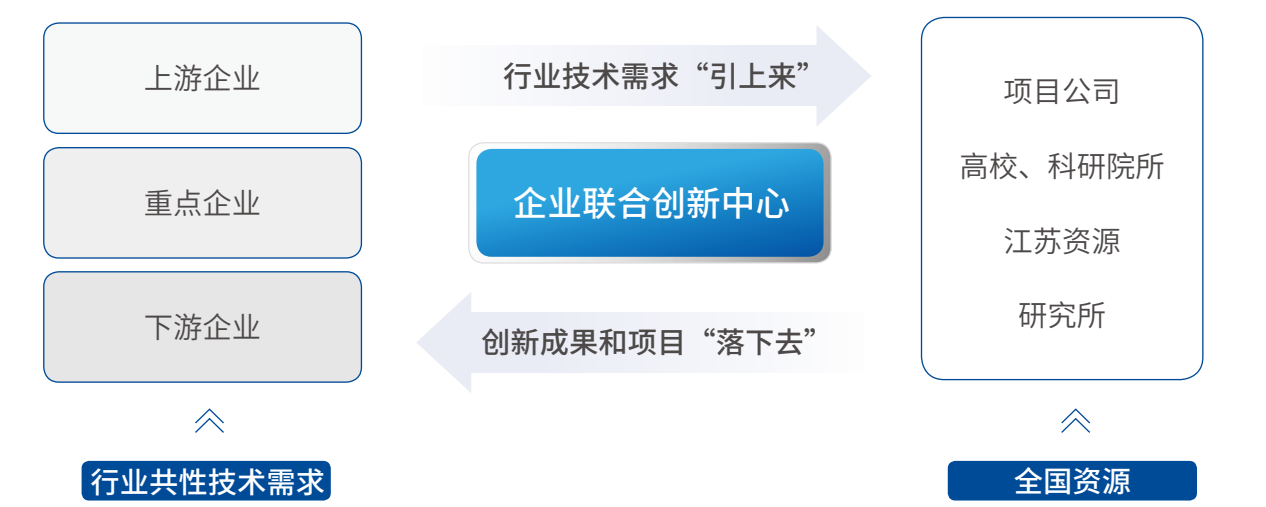 上游企业
重点企业
下游企业
行业共性技术需求
行业技术需求“引上来”
企业联合创新中心
创新成果和项目“落下去”
项目公司
高校、科研院所
江苏资源
研究所
全国资源